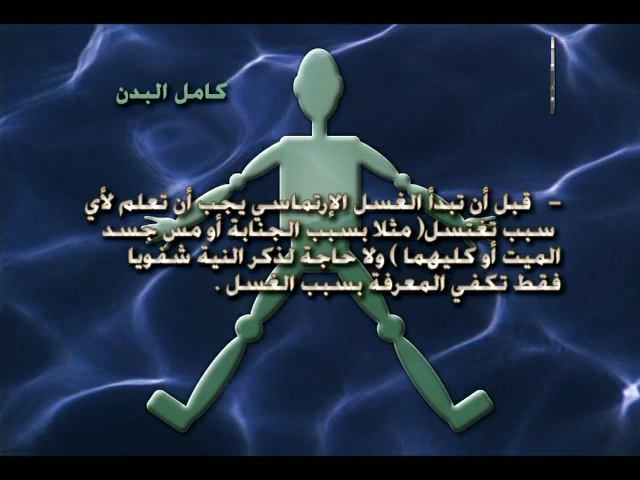 كامل البدن
- قبل أن تبدأ الغسل الإرتماسي يجب أن تعلم لأي
سبب تغتسل( مثلا بسبب الجنابة أو مس جسد
الميت أو كليهما ) ولا حاجة لذكر النية شفويا
فقط تكفي المعرفة بسبب الغسل .